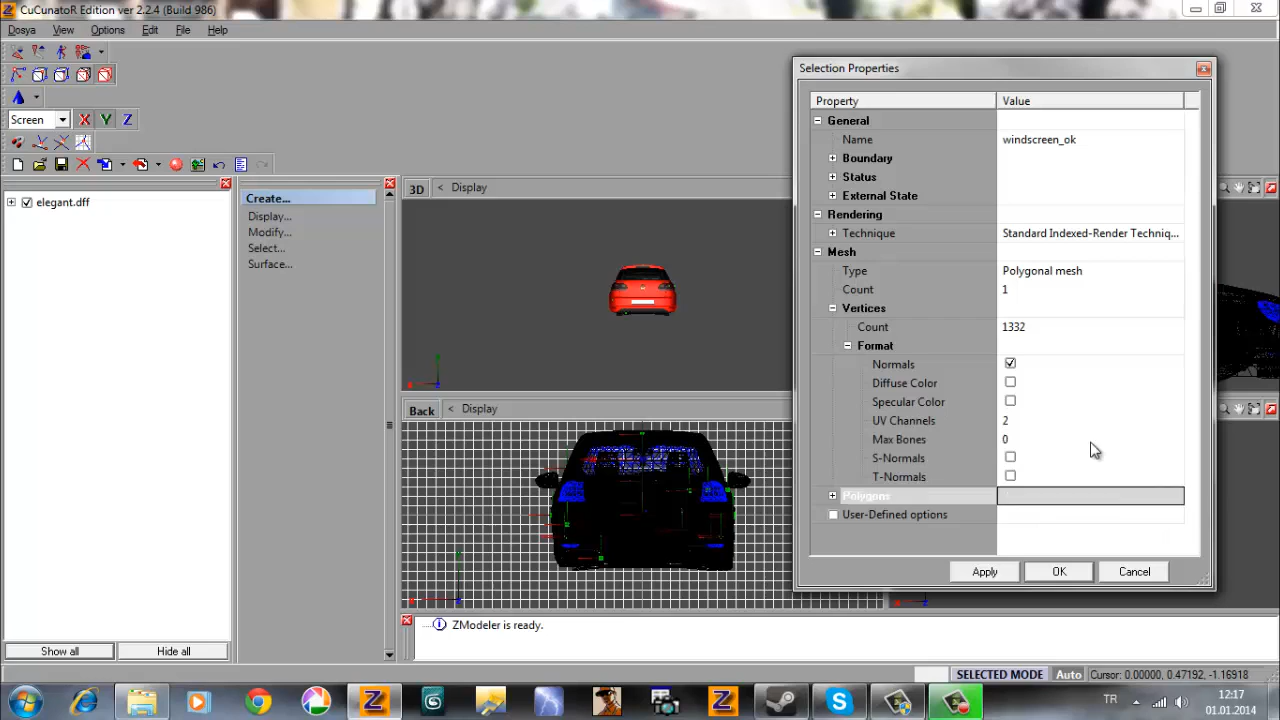 CuCunatoR Edition ver 2.2.4 (Build 986)
Dosya View Options Edit File Help
Screen X Y Z
elegant.dff
Show all Hide all
Create...
Display...
Modify...
Select...
Surface...
3D < Display
Back < Display
Selection Properties
Property Value
General
Name windscreen_ok
Boundary
Status
External State
Rendering
Technique Standard Indexed-Render Techniq...
Mesh
Type Polygonal mesh
Count 1
Vertices
Count 1332
Format
Normals
Diffuse Color
Specular Color
UV Channels 2
Max Bones 0
S-Normals
T-Normals
Polygons
User-Defined options
Apply OK Cancel
ZModeler is ready.
SELECTED MODE Auto Cursor: 0.00000, 0.47192, -1.16918
TR 12:17
01.01.2014